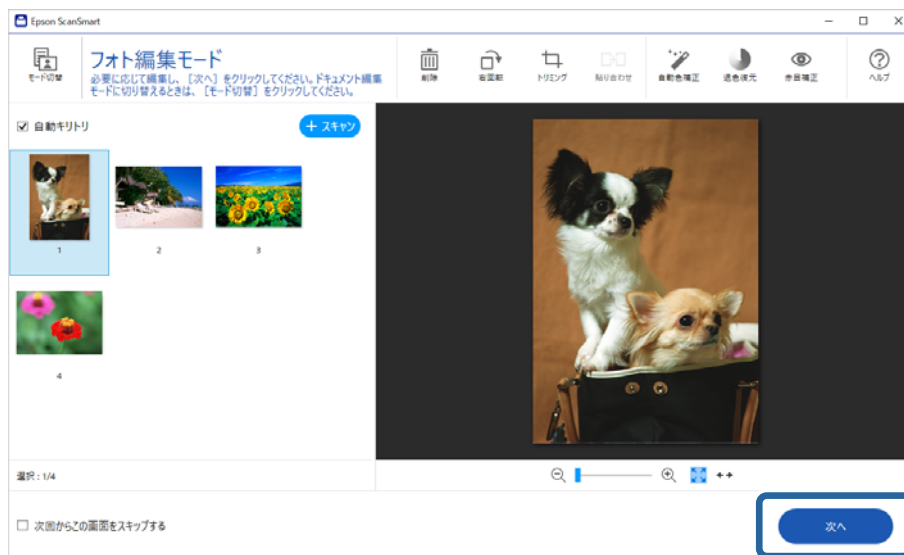 Epson ScanSmart
モード切替
フォト編集モード
必要に応じて編集し、［次へ］をクリックしてください。ドキュメント編集
モードに切り替えるときは、［モード切替］をクリックしてください。
削除
右回転
トリミング
貼り合わせ
自動色補正
退色復元
赤目補正
ヘルプ
自動キリトリ
＋ スキャン
1
2
3
4
選択 : 1/4
次回からこの画面をスキップする
次へ